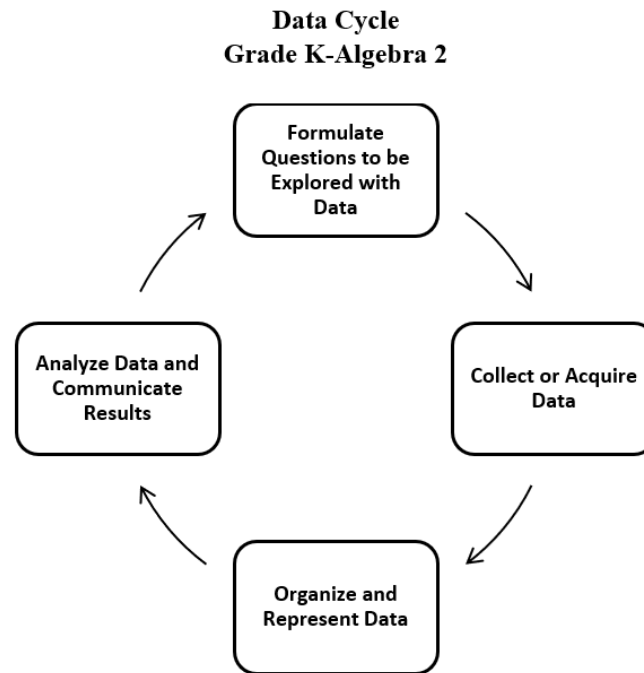 Data Cycle
Grade K-Algebra 2
Formulate
Questions to be
Explored with
Data
Collect or Acquire
Data
Organize and
Represent Data
Analyze Data and
Communicate
Results